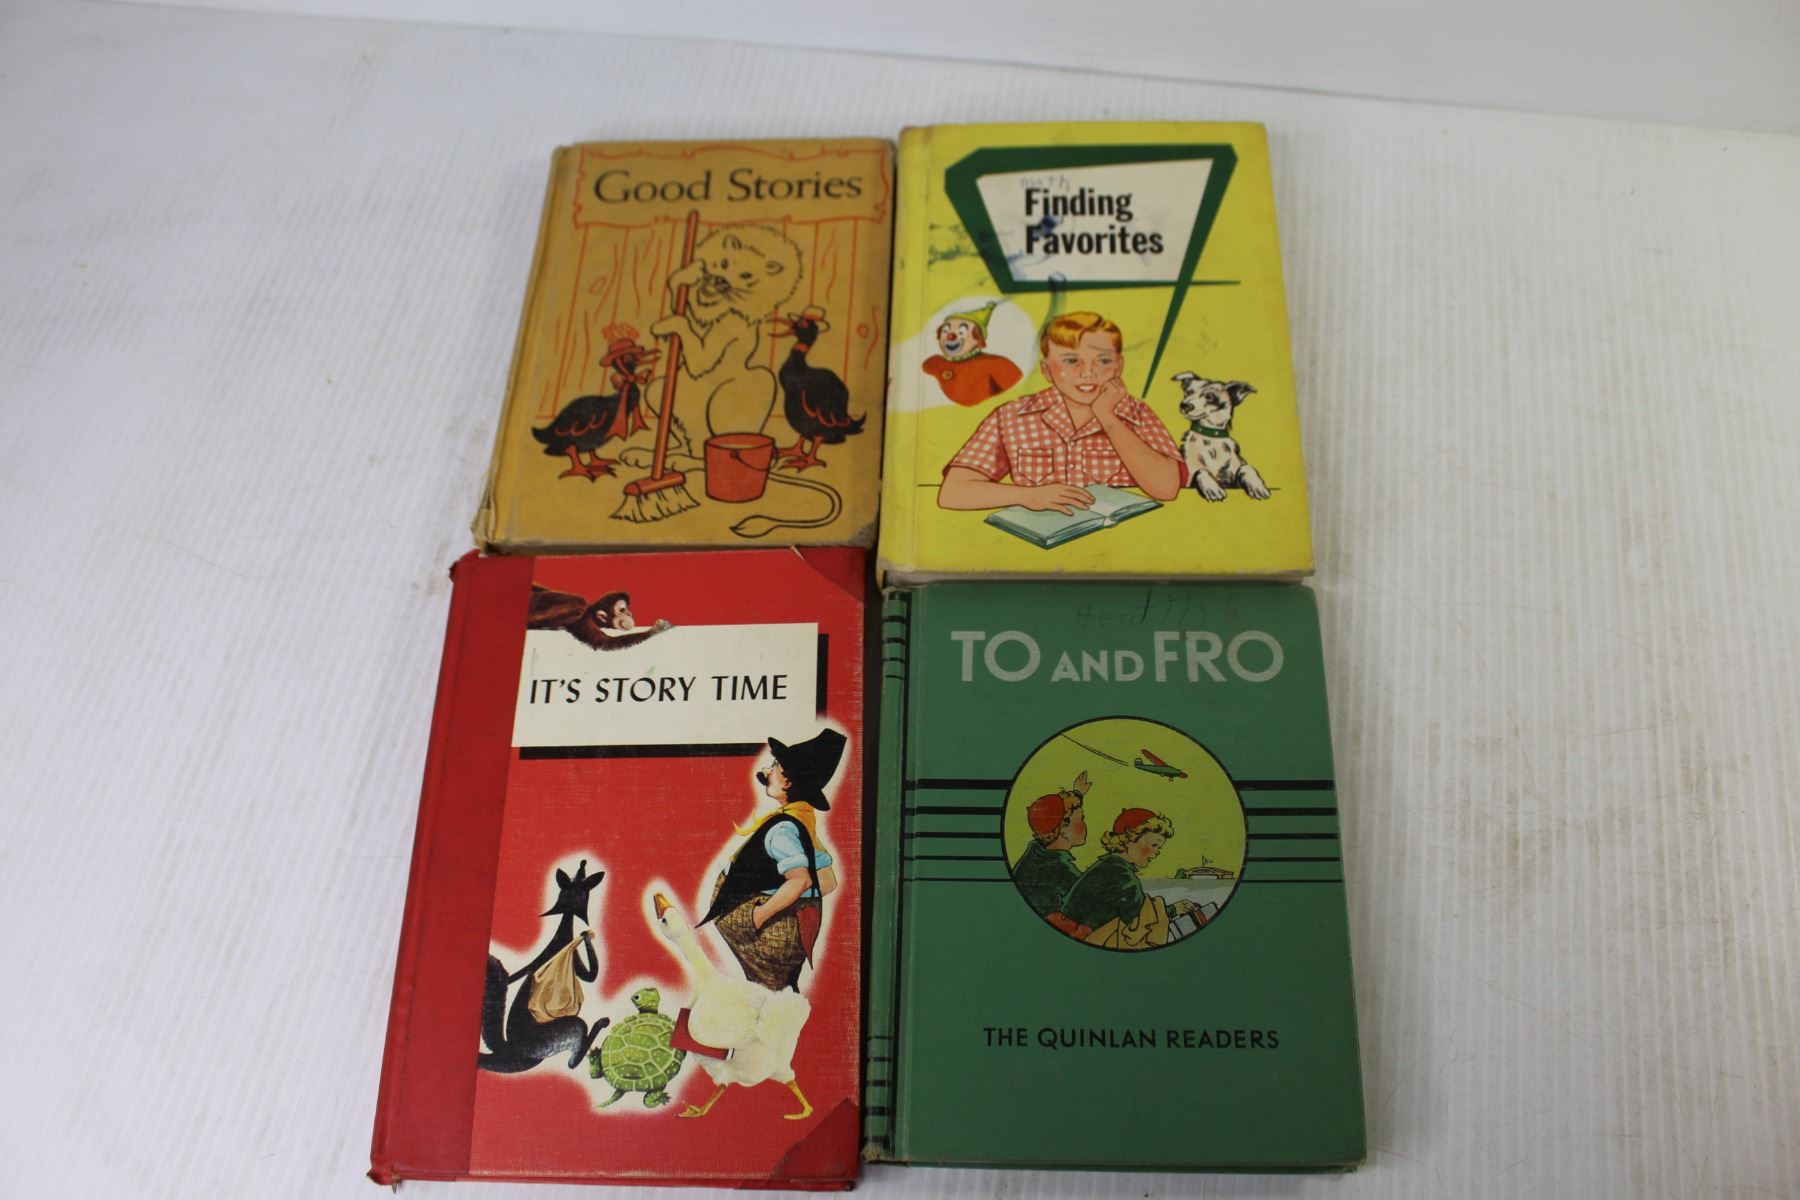 Good Stories
math
Finding
Favorites
IT'S STORY TIME
Health
TO AND FRO
THE QUINLAN READERS